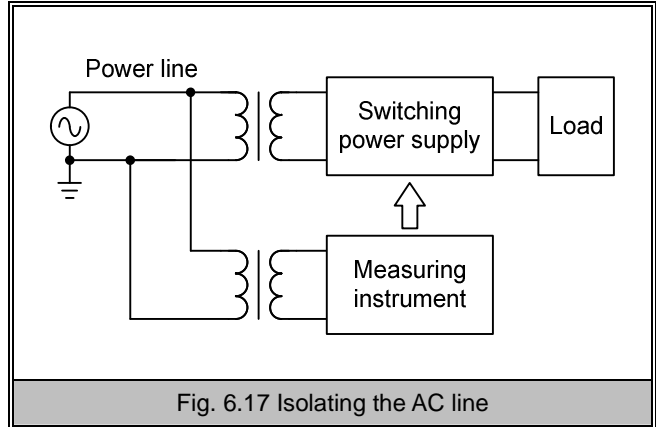 Power line
Switching
power supply
Load
Measuring
instrument
Fig. 6.17 Isolating the AC line